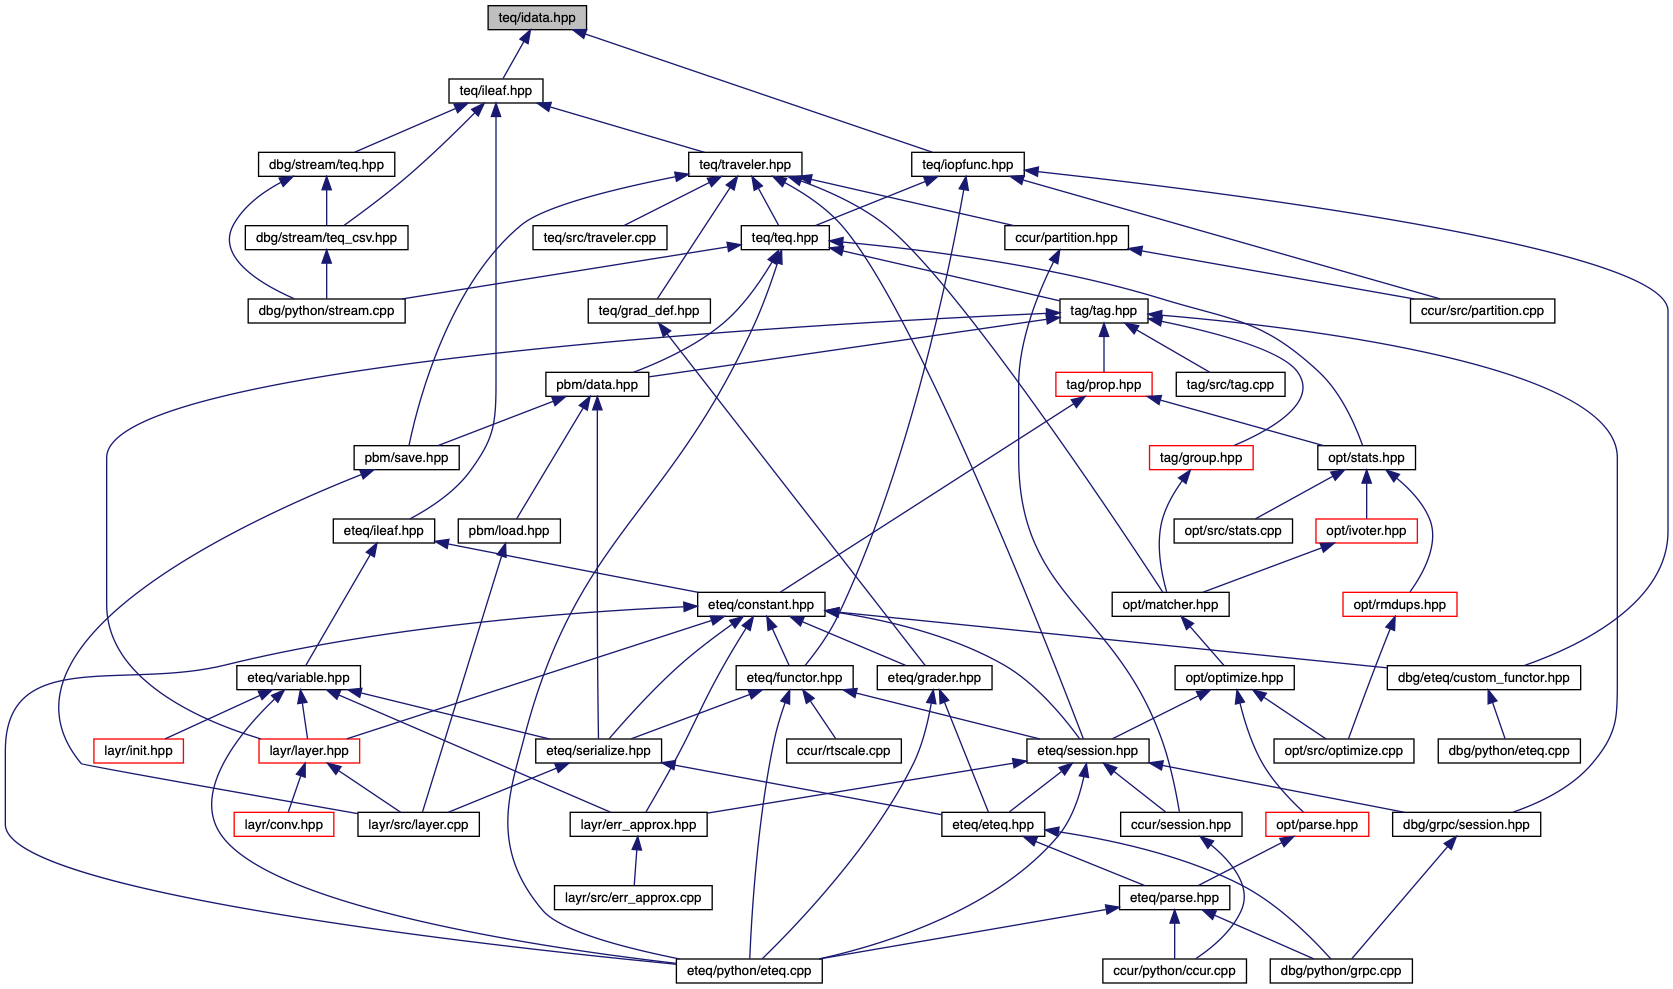 teq/idata.hpp
teq/ileaf.hpp
dbg/stream/teq.hpp
teq/traveler.hpp
teq/iopfunc.hpp
dbg/stream/teq_csv.hpp
teq/src/traveler.cpp
teq/teq.hpp
ccur/partition.hpp
dbg/python/stream.cpp
teq/grad_def.hpp
tag/tag.hpp
ccur/src/partition.cpp
pbm/data.hpp
tag/prop.hpp
tag/src/tag.cpp
pbm/save.hpp
tag/group.hpp
opt/stats.hpp
eteq/ileaf.hpp
pbm/load.hpp
opt/src/stats.cpp
opt/ivoter.hpp
eteq/constant.hpp
opt/matcher.hpp
opt/rmdups.hpp
eteq/variable.hpp
eteq/functor.hpp
eteq/grader.hpp
opt/optimize.hpp
dbg/eteq/custom_functor.hpp
layr/init.hpp
layr/layer.hpp
eteq/serialize.hpp
ccur/rtscale.cpp
eteq/session.hpp
opt/src/optimize.cpp
dbg/python/eteq.cpp
layr/conv.hpp
layr/src/layer.cpp
layr/err_approx.hpp
eteq/eteq.hpp
ccur/session.hpp
opt/parse.hpp
dbg/grpc/session.hpp
layr/src/err_approx.cpp
eteq/parse.hpp
eteq/python/eteq.cpp
ccur/python/ccur.cpp
dbg/python/grpc.cpp